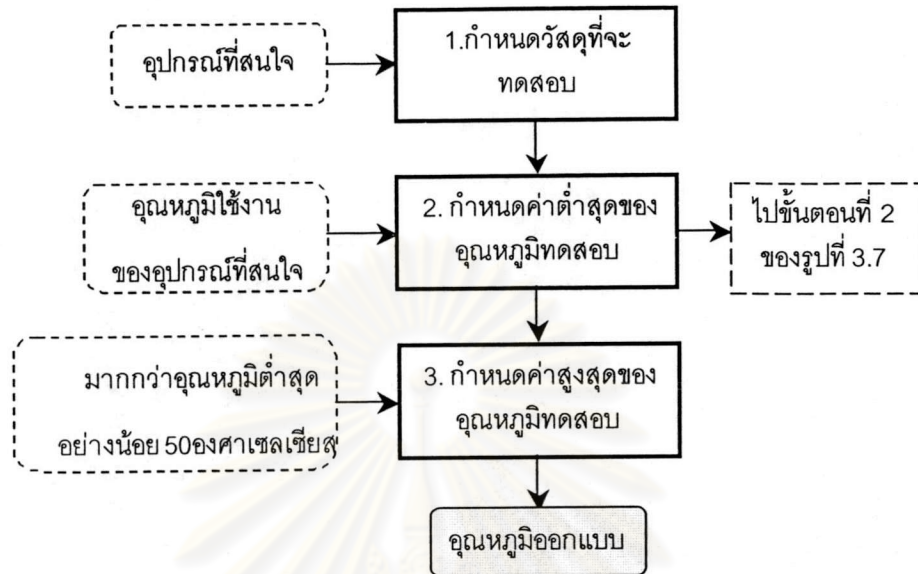 อุปกรณ์ที่สนใจ
1.กำหนดวัสดุที่จะ
ทดสอบ
อุณหภูมิใช้งาน
ของอุปกรณ์ที่สนใจ
2. กำหนดค่าต่ำสุดของ
อุณหภูมิทดสอบ
ไปขั้นตอนที่ 2
ของรูปที่ 3.7
มากกว่าอุณหภูมิต่ำสุด
อย่างน้อย 50องศาเซลเซียส
3. กำหนดค่าสูงสุดของ
อุณหภูมิทดสอบ
อุณหภูมิออกแบบ